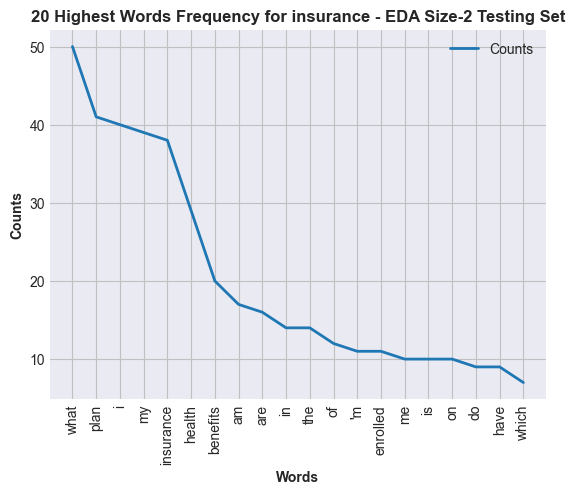 20 Highest Words Frequency for insurance - EDA Size-2 Testing Set
Counts
50
40
30
20
10
Counts
what
plan
i
my
insurance
health
benefits
am
are
in
the
of
'm
enrolled
me
is
on
do
have
which
Words